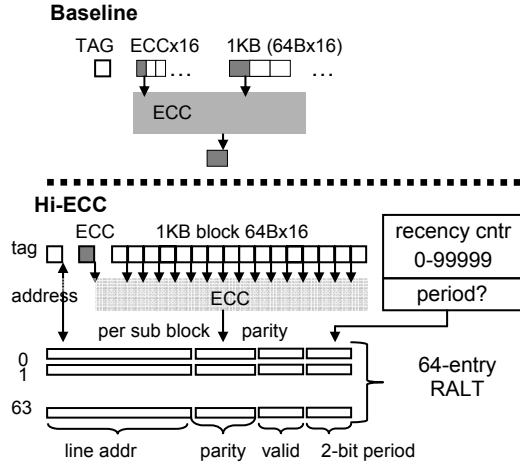 Baseline
TAG ECCx16 1KB (64Bx16)
... ...
ECC
Hi-ECC
tag ECC 1KB block 64Bx16
recency cntr
0-99999
address
ECC
period?
per sub block parity
0
1
64-entry
RALT
63
line addr parity valid 2-bit period